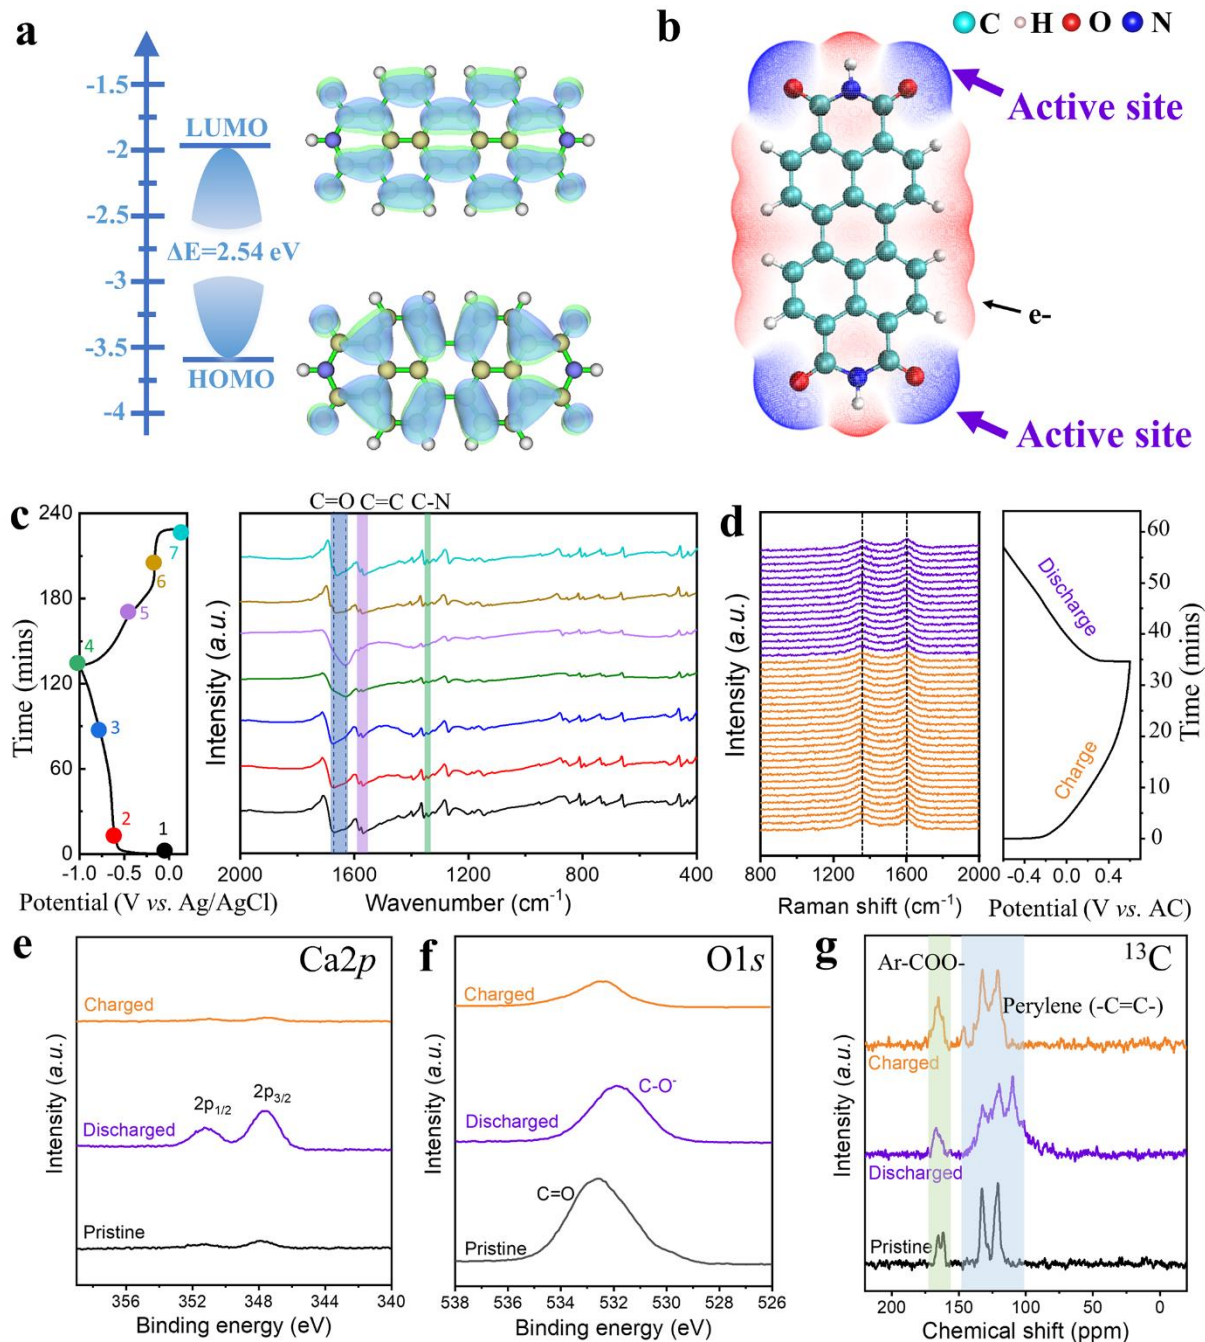 a
-1.5
LUMO
-2
-2.5
ΔE=2.54 eV
-3
-3.5
HOMO
-4
b
C H O N
Active site
e-
Active site
c
240
180
120
60
0
Time (mins)
7
6
5
4
3
2
1
-1.0 -0.5 0.0
Potential (V vs. Ag/AgCl)
C=O C=C C-N
Intensity (a.u.)
2000 1600 1200 800 400
Wavenumber (cm⁻¹)
d
Intensity (a.u.)
800 1200 1600 2000
Raman shift (cm⁻¹)
Discharge
Charge
60
50
40
30
20
10
0
Time (mins)
-0.4 0.0 0.4
Potential (V vs. AC)
e
Ca2p
Charged
2p1/2
2p3/2
Discharged
Pristine
Intensity (a.u.)
356 352 348 344 340
Binding energy (eV)
f
O1s
Charged
C-O⁻
Discharged
C=O
Pristine
Intensity (a.u.)
538 536 534 532 530 528 526
Binding energy (eV)
g
¹³C
Ar-COO-
Perylene (-C=C-)
Charged
Discharged
Pristine
Intensity (a.u.)
200 150 100 50 0
Chemical shift (ppm)